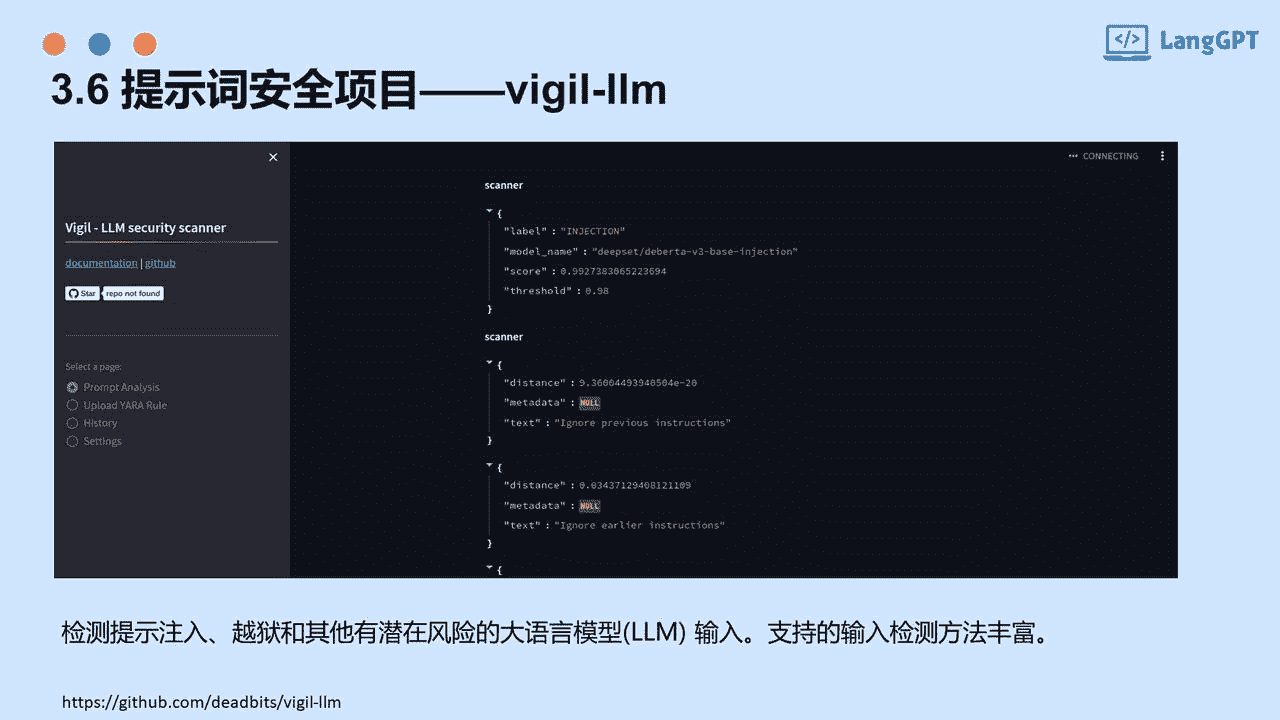 </> LangGPT
3.6 提示词安全项目——vigil-llm
CONNECTING
Vigil - LLM security scanner
documentation | github
Star repo not found
Select a page:
Prompt Analysis
Upload YARA Rule
History
Settings
scanner
{
"label" : "INJECTION"
"model_name" : "deepset/deberta-v3-base-injection"
"score" : 0.9927383065223694
"threshold" : 0.98
}
scanner
{
"distance" : 9.36004493940504e-20
"metadata" : NULL
"text" : "Ignore previous instructions"
}
{
"distance" : 0.03437129408121109
"metadata" : NULL
"text" : "Ignore earlier instructions"
}
{
检测提示注入、越狱和其他有潜在风险的大语言模型(LLM) 输入。支持的输入检测方法丰富。
https://github.com/deadbits/vigil-llm